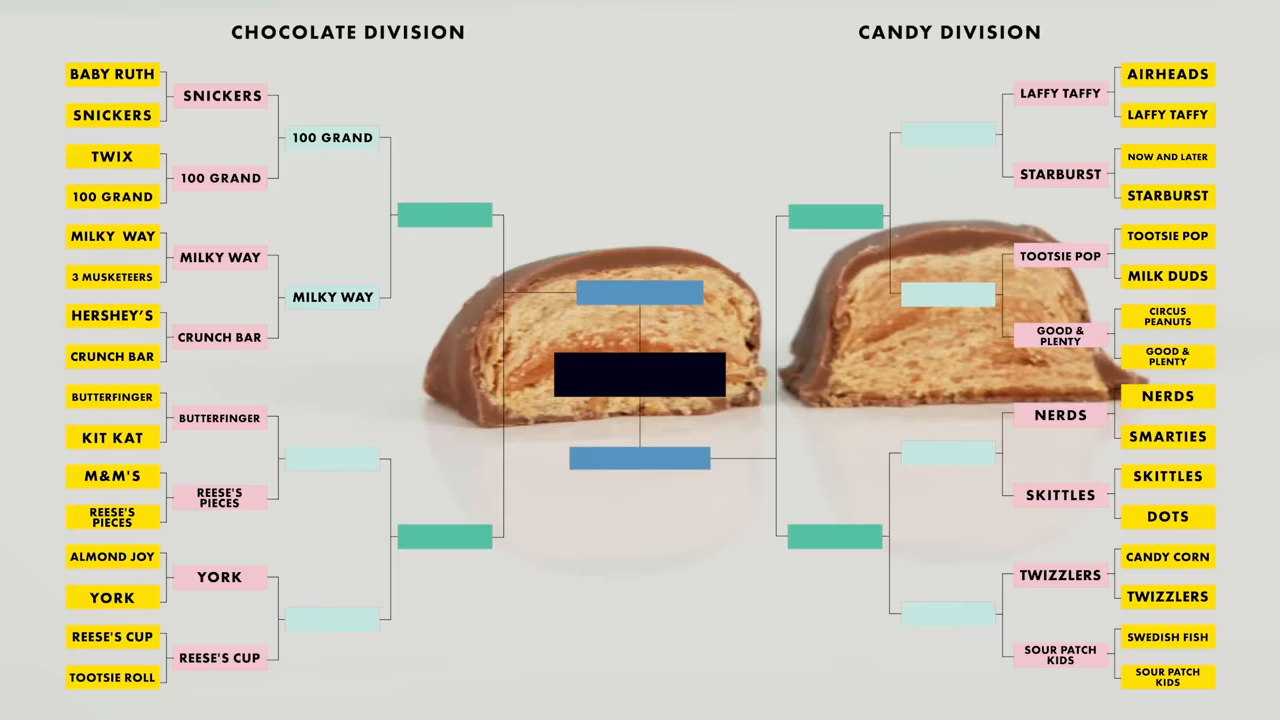 CHOCOLATE DIVISION
CANDY DIVISION
BABY RUTH
SNICKERS
TWIX
100 GRAND
MILKY WAY
3 MUSKETEERS
HERSHEY'S
CRUNCH BAR
BUTTERFINGER
KIT KAT
M&M'S
REESE'S
PIECES
ALMOND JOY
YORK
REESE'S CUP
TOOTSIE ROLL
SNICKERS
100 GRAND
MILKY WAY
CRUNCH BAR
BUTTERFINGER
REESE'S
PIECES
YORK
REESE'S CUP
100 GRAND
MILKY WAY
LAFFY TAFFY
STARBURST
TOOTSIE POP
GOOD &
PLENTY
NERDS
SKITTLES
TWIZZLERS
SOUR PATCH
KIDS
AIRHEADS
LAFFY TAFFY
NOW AND LATER
STARBURST
TOOTSIE POP
MILK DUDS
CIRCUS
PEANUTS
GOOD &
PLENTY
NERDS
SMARTIES
SKITTLES
DOTS
CANDY CORN
TWIZZLERS
SWEDISH FISH
SOUR PATCH
KIDS